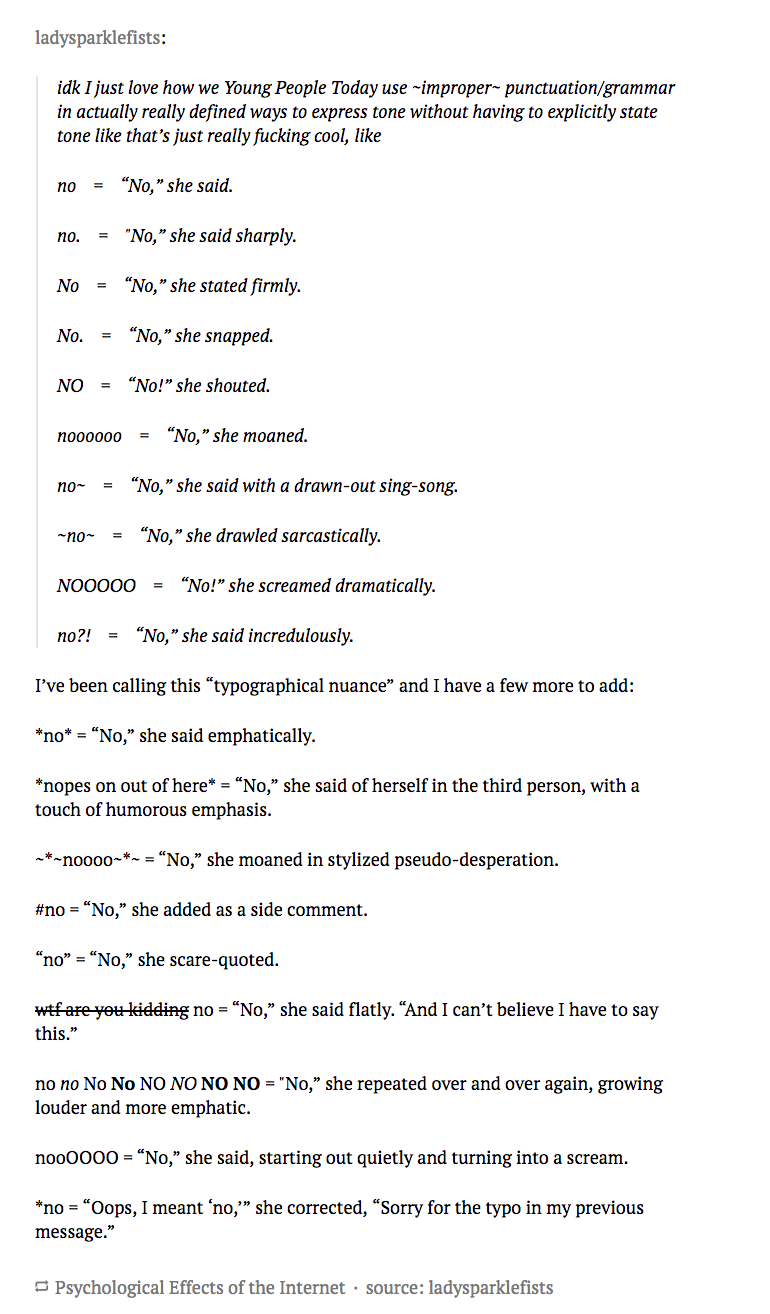 ladysparklefists:
idk I just love how we Young People Today use ~improper~ punctuation/grammar
in actually really defined ways to express tone without having to explicitly state
tone like that’s just really fucking cool, like
no = “No,” she said.
no. = "No,” she said sharply.
No = “No,” she stated firmly.
No. = “No,” she snapped.
NO = “No!” she shouted.
noooooo = “No,” she moaned.
no~ = “No,” she said with a drawn-out sing-song.
~no~ = “No,” she drawled sarcastically.
NOOOOO = “No!” she screamed dramatically.
no?! = “No,” she said incredulously.
I’ve been calling this “typographical nuance” and I have a few more to add:
*no* = “No,” she said emphatically.
*nopes on out of here* = “No,” she said of herself in the third person, with a
touch of humorous emphasis.
~*~noooo~*~ = “No,” she moaned in stylized pseudo-desperation.
#no = “No,” she added as a side comment.
“no” = “No,” she scare-quoted.
wtf are you kidding no = “No,” she said flatly. “And I can’t believe I have to say
this.”
no no No No NO NO NO NO = "No,” she repeated over and over again, growing
louder and more emphatic.
nooOOOO = “No,” she said, starting out quietly and turning into a scream.
*no = “Oops, I meant ‘no,’” she corrected, “Sorry for the typo in my previous
message.”
Psychological Effects of the Internet · source: ladysparklefists